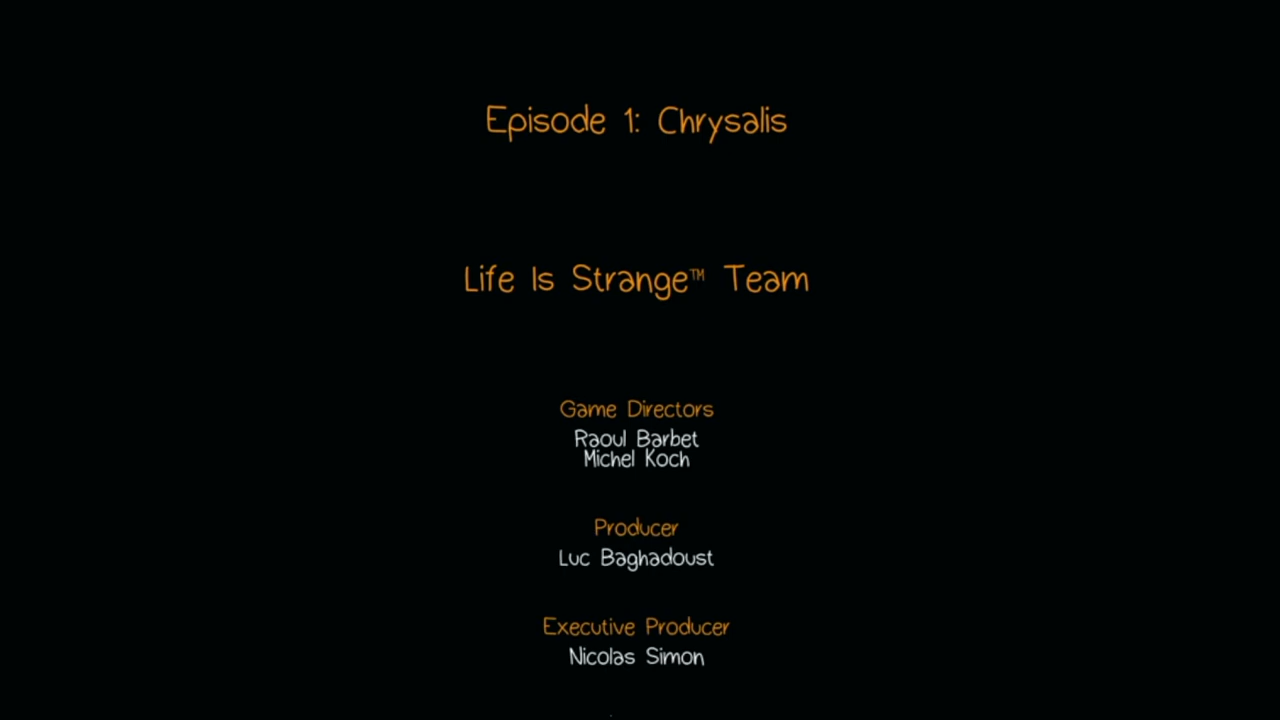 Episode 1: Chrysalis
Life Is Strange™ Team
Game Directors
Raoul Barbet
Michel Koch
Producer
Luc Baghadoust
Executive Producer
Nicolas Simon